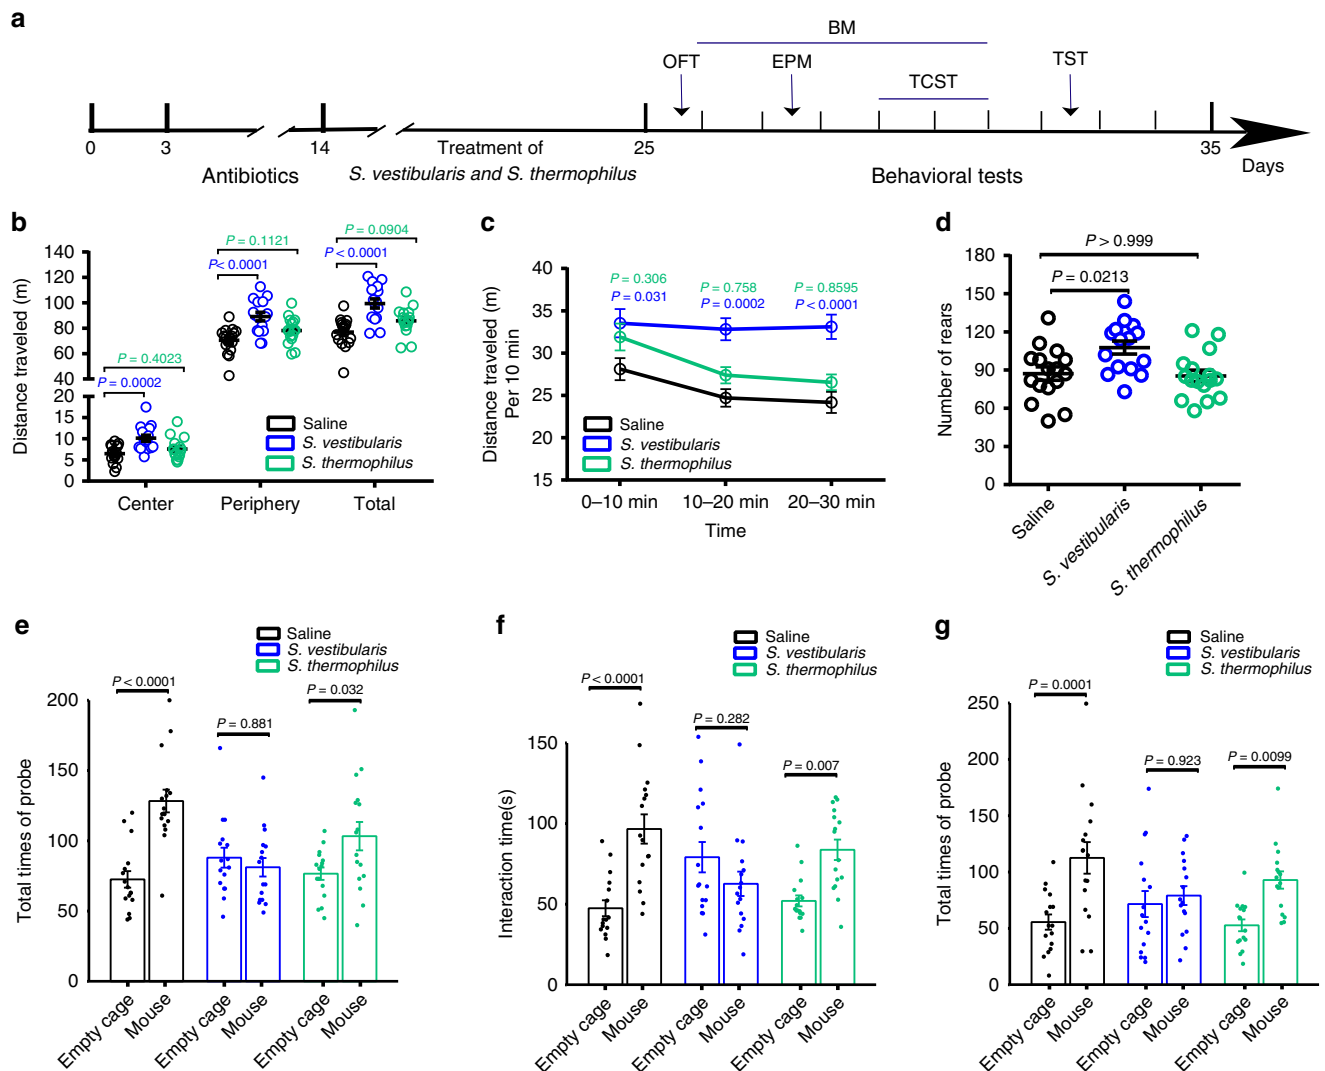 a
BM
OFT
EPM
TCST
TST
0
3
14
25
35
Treatment of
S. vestibularis and S. thermophilus
Antibiotics
Behavioral tests
Days
b
Distance traveled (m)
140
120
100
80
60
40
20
10
5
0
P = 0.4023
P = 0.0002
P = 0.1121
P < 0.0001
P = 0.0904
P < 0.0001
Saline
S. vestibularis
S. thermophilus
Center
Periphery
Total
c
Distance traveled (m)
Per 10 min
40
35
30
25
20
15
P = 0.306
P = 0.031
P = 0.758
P = 0.0002
P = 0.8595
P < 0.0001
Saline
S. vestibularis
S. thermophilus
0–10 min
10–20 min
20–30 min
Time
d
Number of rears
180
150
120
90
60
30
0
P > 0.999
P = 0.0213
Saline
S. vestibularis
S. thermophilus
e
Saline
S. vestibularis
S. thermophilus
Total times of probe
200
150
100
50
0
P < 0.0001
P = 0.881
P = 0.032
Empty cage
Mouse
Empty cage
Mouse
Empty cage
Mouse
f
Saline
S. vestibularis
S. thermophilus
Interaction time(s)
150
100
50
0
P < 0.0001
P = 0.282
P = 0.007
Empty cage
Mouse
Empty cage
Mouse
Empty cage
Mouse
g
Saline
S. vestibularis
S. thermophilus
Total times of probe
250
200
150
100
50
0
P = 0.0001
P = 0.923
P = 0.0099
Empty cage
Mouse
Empty cage
Mouse
Empty cage
Mouse